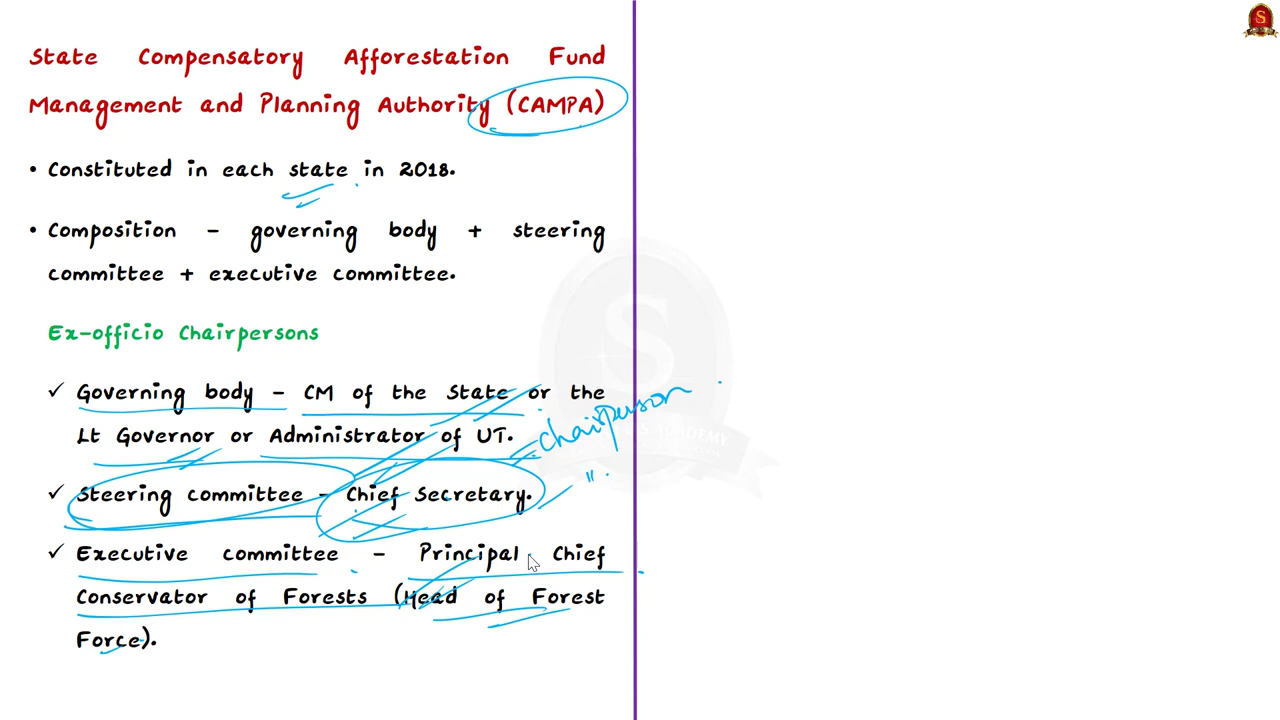 State Compensatory Afforestation Fund
Management and Planning Authority (CAMPA)
• Constituted in each state in 2018.
• Composition - governing body + steering
committee + executive committee.
Ex-officio Chairpersons
✓ Governing body - CM of the State or the
Lt Governor or Administrator of UT.
chairperson
✓ Steering committee - Chief Secretary.
"
✓ Executive committee - Principal Chief
Conservator of Forests (Head of Forest
Force).